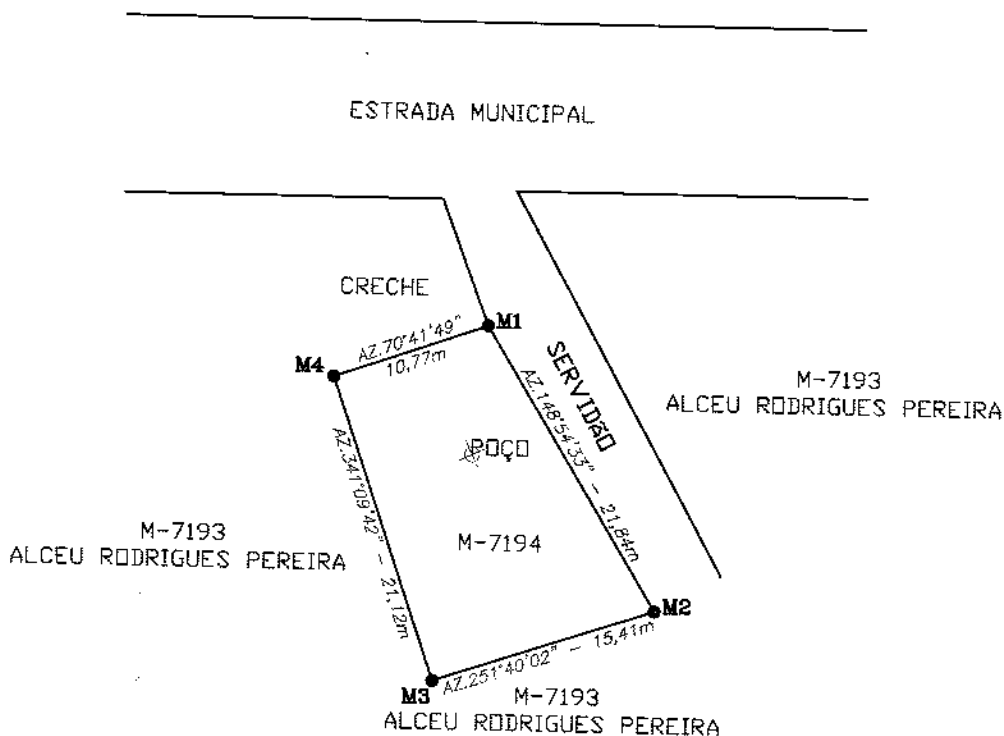 ESTRADA MUNICIPAL
CRECHE
AZ.70°41'49"
10,77m
M1
M4
SERVIDÃO
AZ.148°54'33" - 21,84m
M-7193
ALCEU RODRIGUES PEREIRA
POÇO
AZ.341°09'42" - 21,12m
M-7194
M-7193
ALCEU RODRIGUES PEREIRA
M2
AZ.251°40'02" - 15,41m
M3
M-7193
ALCEU RODRIGUES PEREIRA